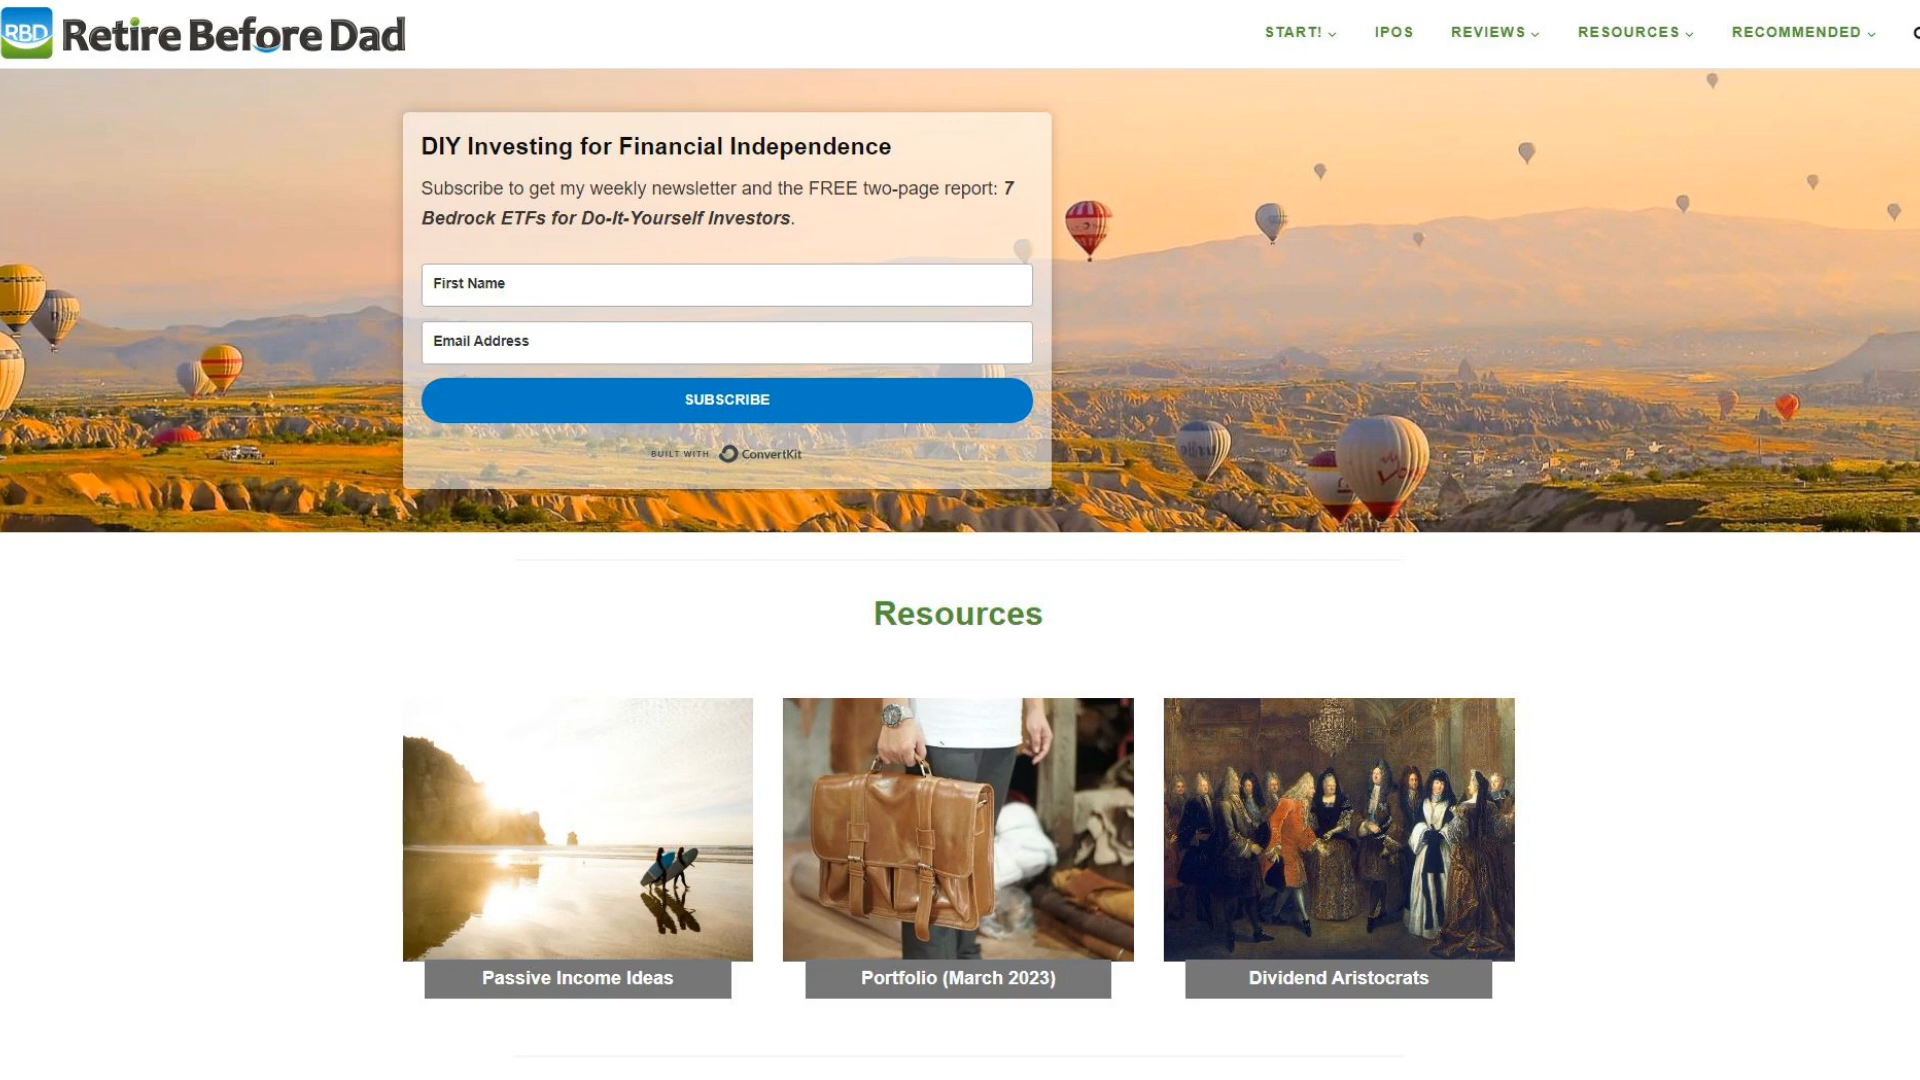 RBD Retire Before Dad
START!
IPOS
REVIEWS
RESOURCES
RECOMMENDED
DIY Investing for Financial Independence
Subscribe to get my weekly newsletter and the FREE two-page report: 7
Bedrock ETFs for Do-It-Yourself Investors.
First Name
Email Address
SUBSCRIBE
BUILT WITH ConvertKit
Resources
Passive Income Ideas
Portfolio (March 2023)
Dividend Aristocrats